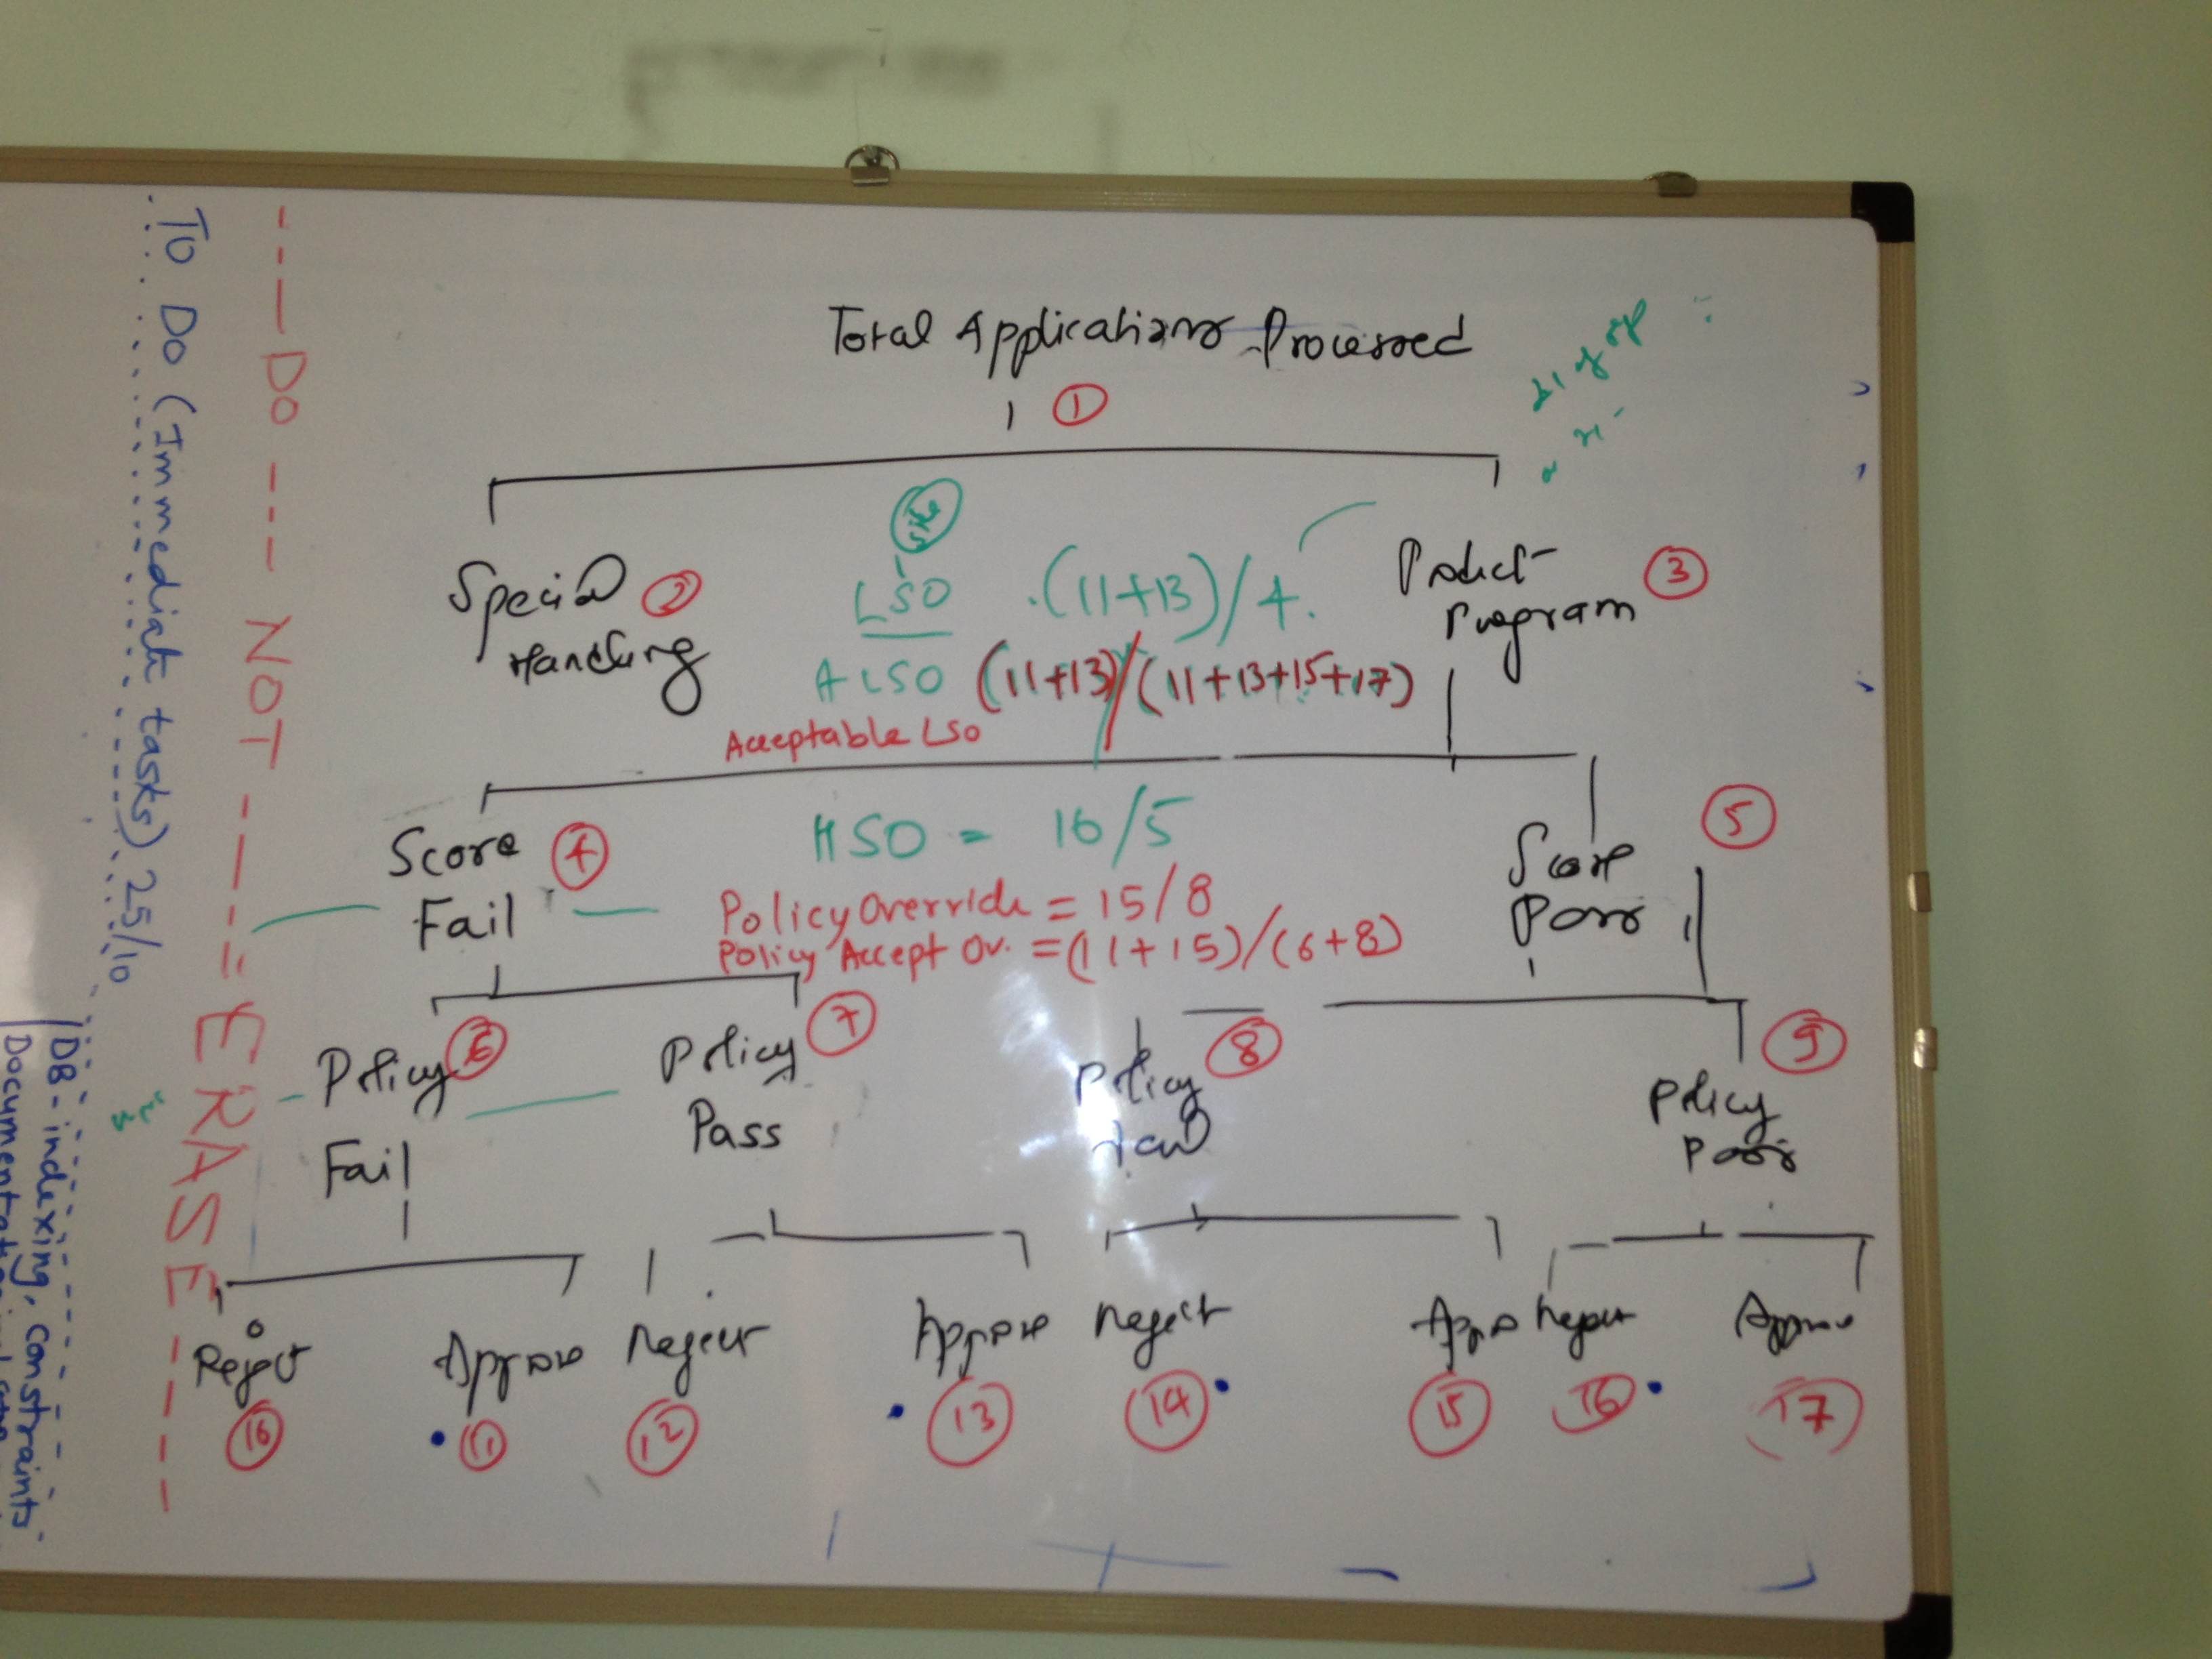 Total Applications Processed
1
Special
Handling
2
Site
LSO (11+13)/4
ALSO (11+13)/(11+13+15+17)
Acceptable LSO
Product
Program
3
Score
Fail
4
HSO = 16/5
Policy Override = 15/8
Policy Accept Ov. = (11+15)/(6+8)
Score
Pass
5
Policy
Fail
6
Policy
Pass
7
Policy
Fail
8
Policy
Pass
9
Reject Approve Reject Approve Reject Appro Reject Approve
10 11 12 13 14 15 16 17
--- DO --- NOT --- ERASE ----
TO DO (Immediate tasks) 25/10
DB - indexing, constraints